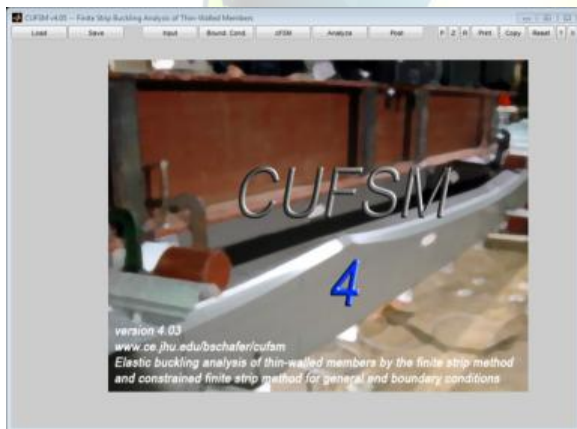 CUFSM v4.03 -- Finite Strip Buckling Analysis of Thin-Walled Members
Load Save Input Bound. Cond. cFSM Analyze Post P Z R Print Copy Reset ? X
CUFSM
4
version 4.03
www.ce.jhu.edu/bschafer/cufsm
Elastic buckling analysis of thin-walled members by the finite strip method
and constrained finite strip method for general end boundary conditions